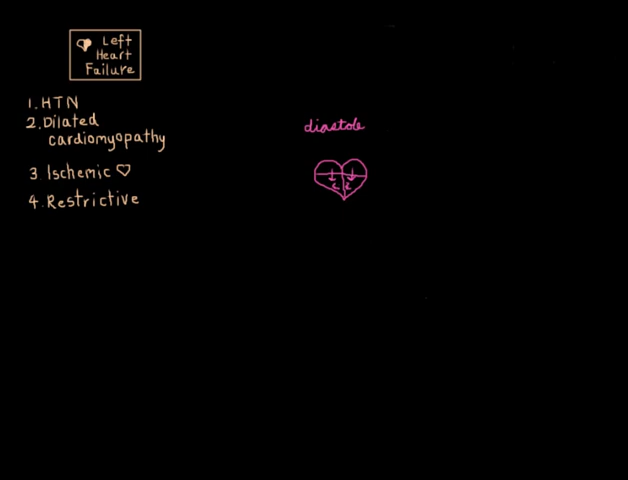 Left
Heart
Failure
1. HTN
2. Dilated
cardiomyopathy
3 Ischemic
4. Restrictive
diastole